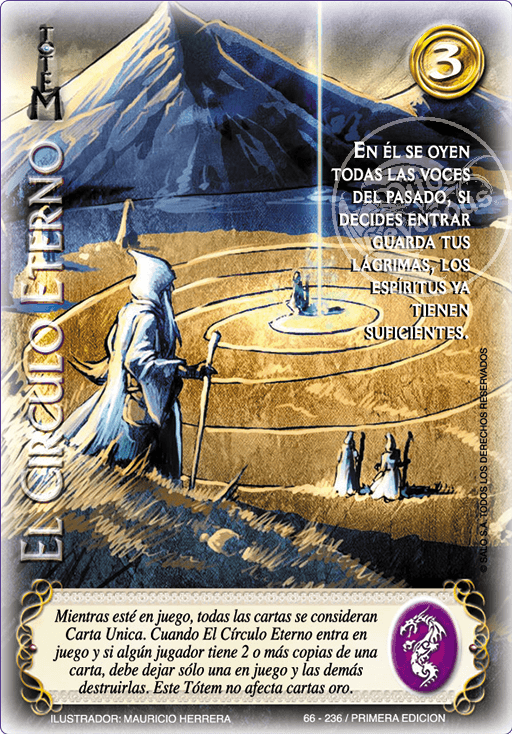 TOTEM
3
EL CIRCULO ETERNO
EN ÉL SE OYEN
TODAS LAS VOCES
DEL PASADO, SI
DECIDES ENTRAR
GUARDA TUS
LÁGRIMAS, LOS
ESPÍRITUS YA
TIENEN
SUFICIENTES.
© SALO S.A. TODOS LOS DERECHOS RESERVADOS
Mientras esté en juego, todas las cartas se consideran
Carta Unica. Cuando El Círculo Eterno entra en
juego y si algún jugador tiene 2 o más copias de una
carta, debe dejar sólo una en juego y las demás
destruirlas. Este Tótem no afecta cartas oro.
ILUSTRADOR: MAURICIO HERRERA
66 - 236 / PRIMERA EDICION